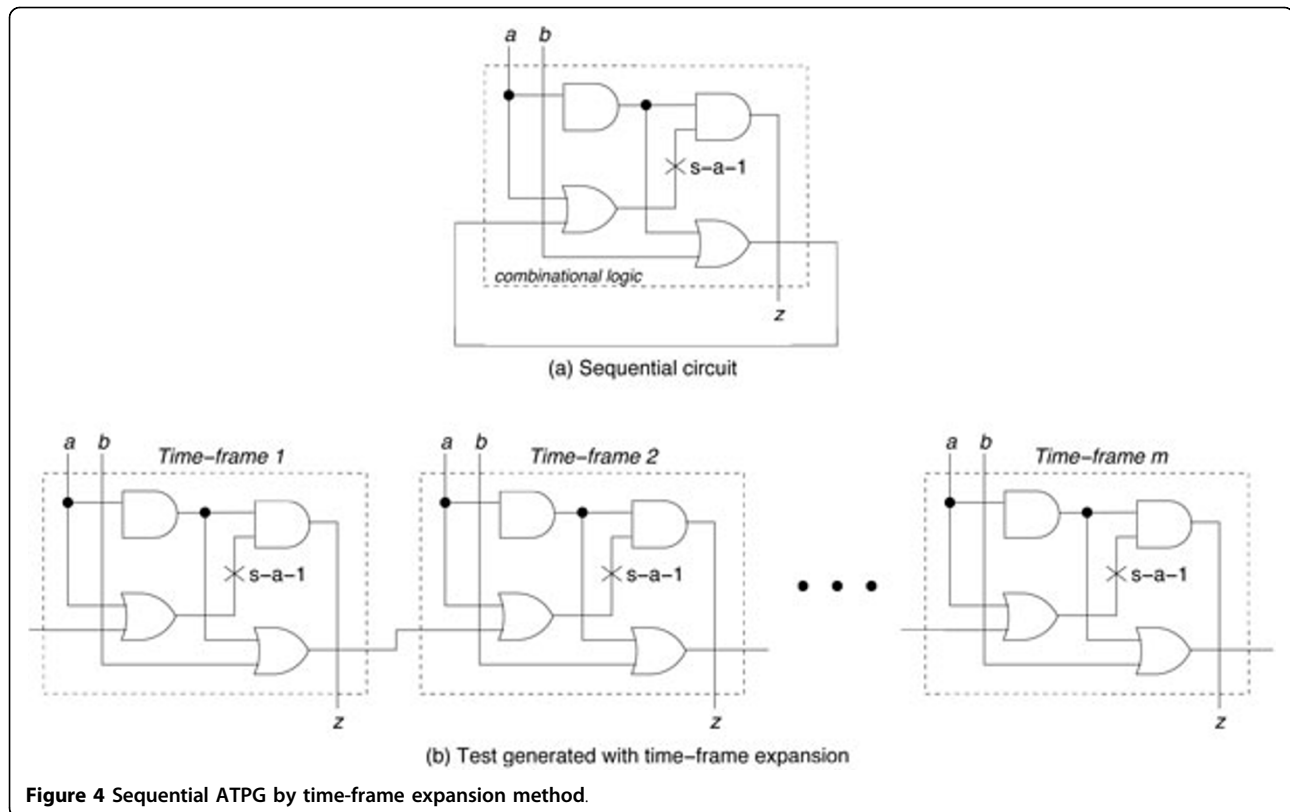 a b
s-a-1
combinational logic
z
(a) Sequential circuit
a b Time-frame 1
s-a-1
z
a b Time-frame 2
s-a-1
z
a b Time-frame m
s-a-1
z
(b) Test generated with time-frame expansion
Figure 4 Sequential ATPG by time-frame expansion method.